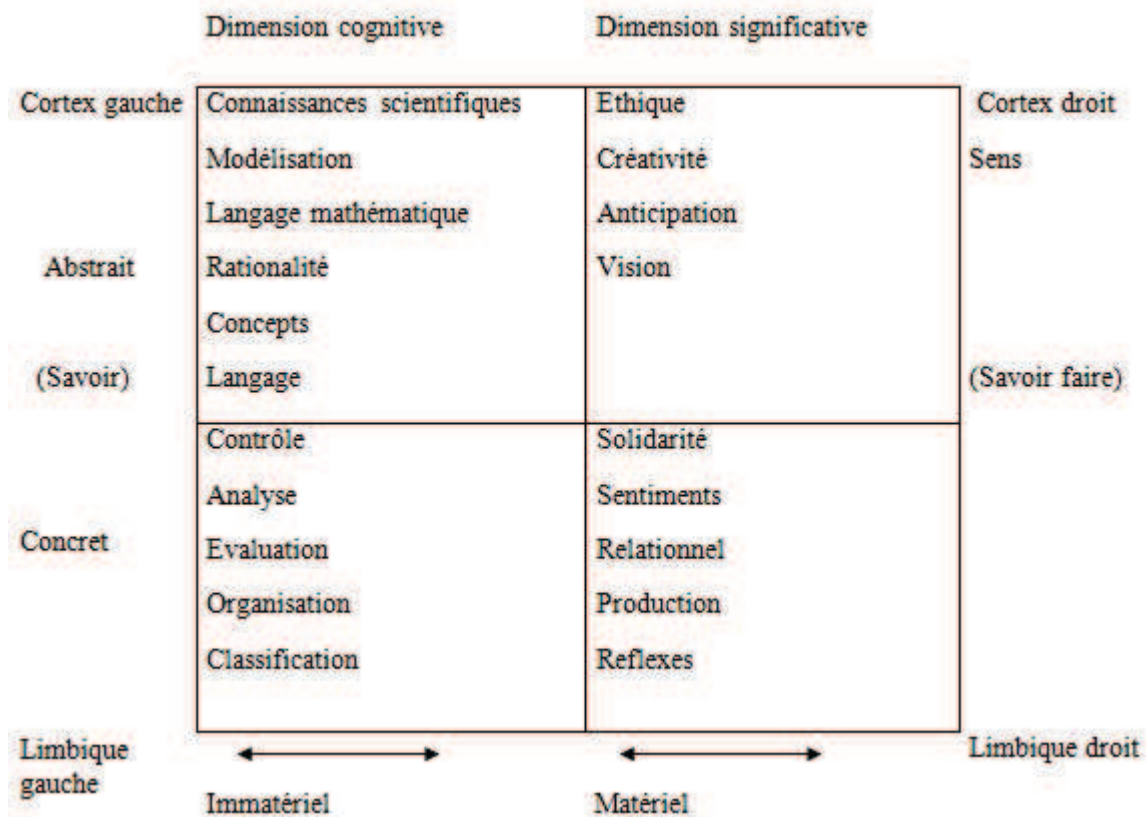 Dimension cognitive Dimension significative
Cortex gauche Connaissances scientifiques Ethique Cortex droit
Modélisation Créativité Sens
Langage mathématique Anticipation
Abstrait Rationalité Vision
Concepts
(Savoir) Langage (Savoir faire)
Contrôle Solidarité
Analyse Sentiments
Concret Evaluation Relationnel
Organisation Production
Classification Reflexes
Limbique gauche Limbique droit
Immatériel Matériel